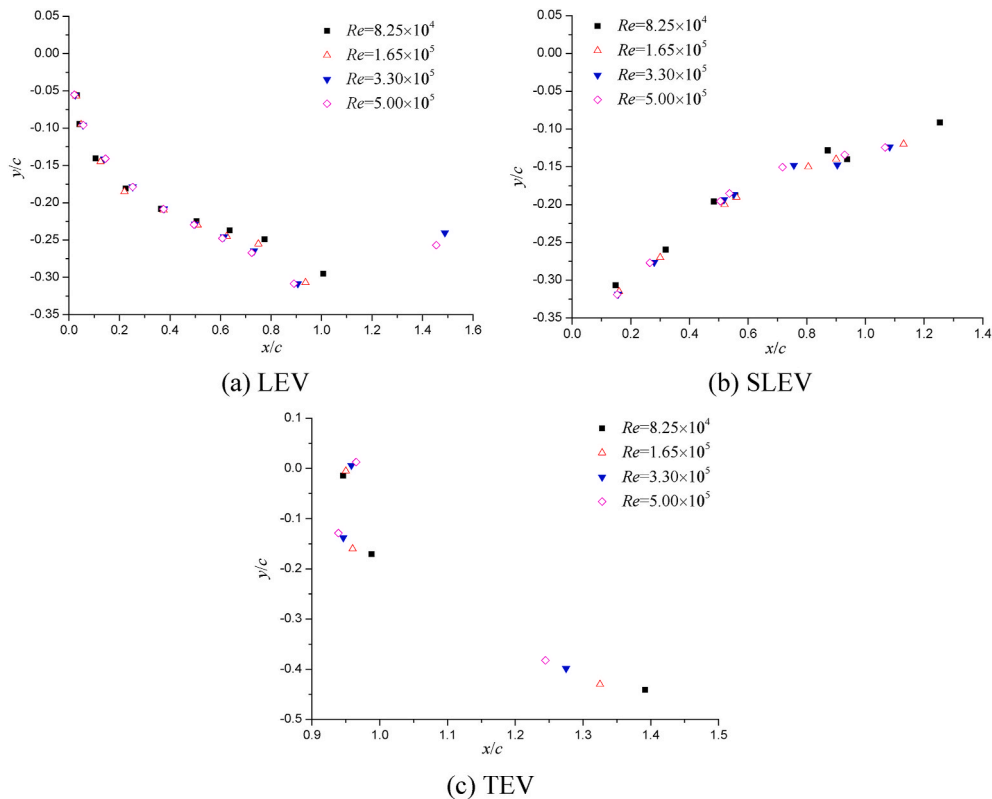 0.05
0.00
-0.05
-0.10
-0.15
-0.20
-0.25
-0.30
-0.35
y/c
0.0 0.2 0.4 0.6 0.8 1.0 1.2 1.4 1.6
x/c
Re=8.25×10⁴
Re=1.65×10⁵
Re=3.30×10⁵
Re=5.00×10⁵
(a) LEV
0.05
0.00
-0.05
-0.10
-0.15
-0.20
-0.25
-0.30
-0.35
y/c
0.0 0.2 0.4 0.6 0.8 1.0 1.2 1.4
x/c
Re=8.25×10⁴
Re=1.65×10⁵
Re=3.30×10⁵
Re=5.00×10⁵
(b) SLEV
0.1
0.0
-0.1
-0.2
-0.3
-0.4
-0.5
y/c
0.9 1.0 1.1 1.2 1.3 1.4 1.5
x/c
Re=8.25×10⁴
Re=1.65×10⁵
Re=3.30×10⁵
Re=5.00×10⁵
(c) TEV